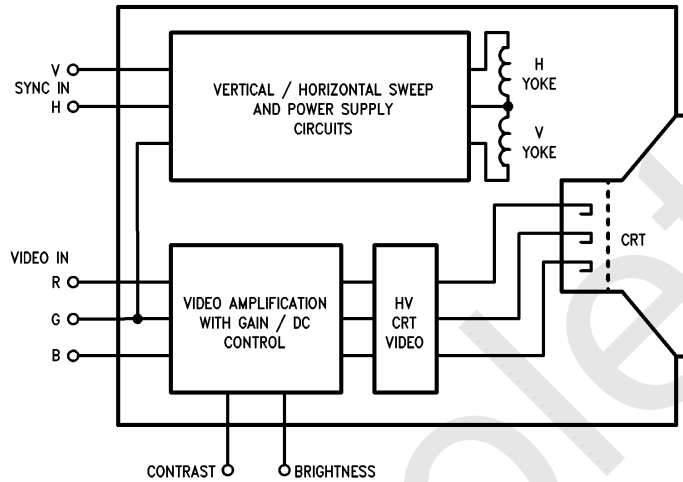 V
SYNC IN
H
VERTICAL / HORIZONTAL SWEEP
AND POWER SUPPLY
CIRCUITS
H
YOKE
V
YOKE
CRT
VIDEO IN
R
G
B
VIDEO AMPLIFICATION
WITH GAIN / DC
CONTROL
HV
CRT
VIDEO
CONTRAST
BRIGHTNESS